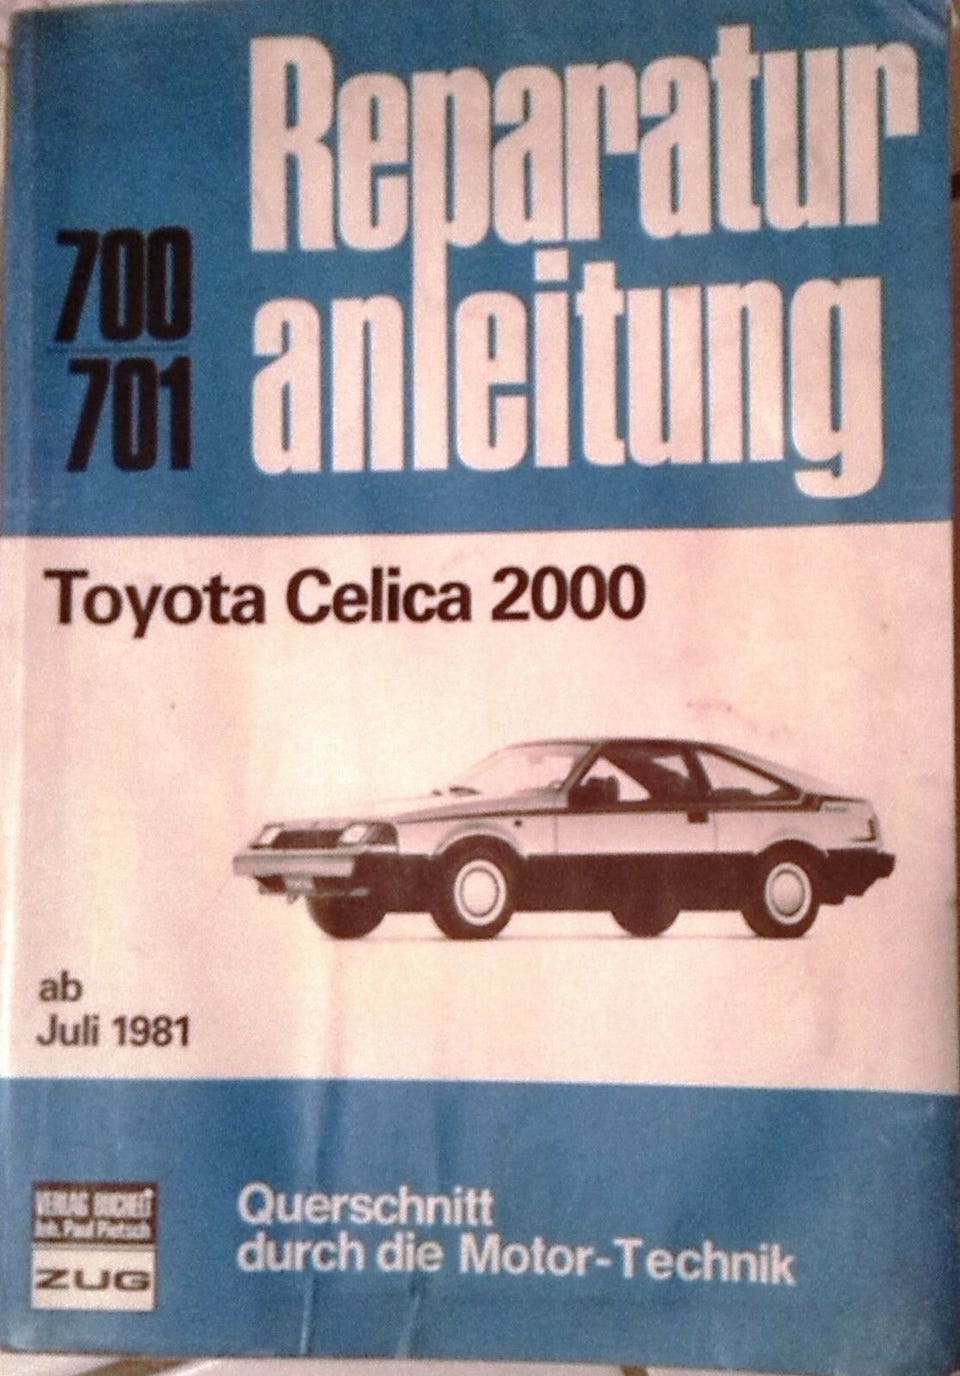 Reparatur
anleitung
700
701
Toyota Celica 2000
ab
Juli 1981
VERLAG BUCHELI
Inh. Paul Pietsch
ZUG
Querschnitt
durch die Motor-Technik